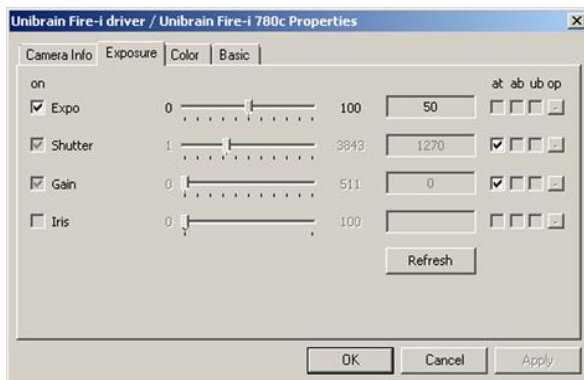 Unibrain Fire-i driver / Unibrain Fire-i 780c Properties
Camera Info Exposure Color Basic
on at ab ub op
Expo 0 100 50
Shutter 1 3843 1270
Gain 0 511 0
Iris 0 100
Refresh
OK Cancel Apply